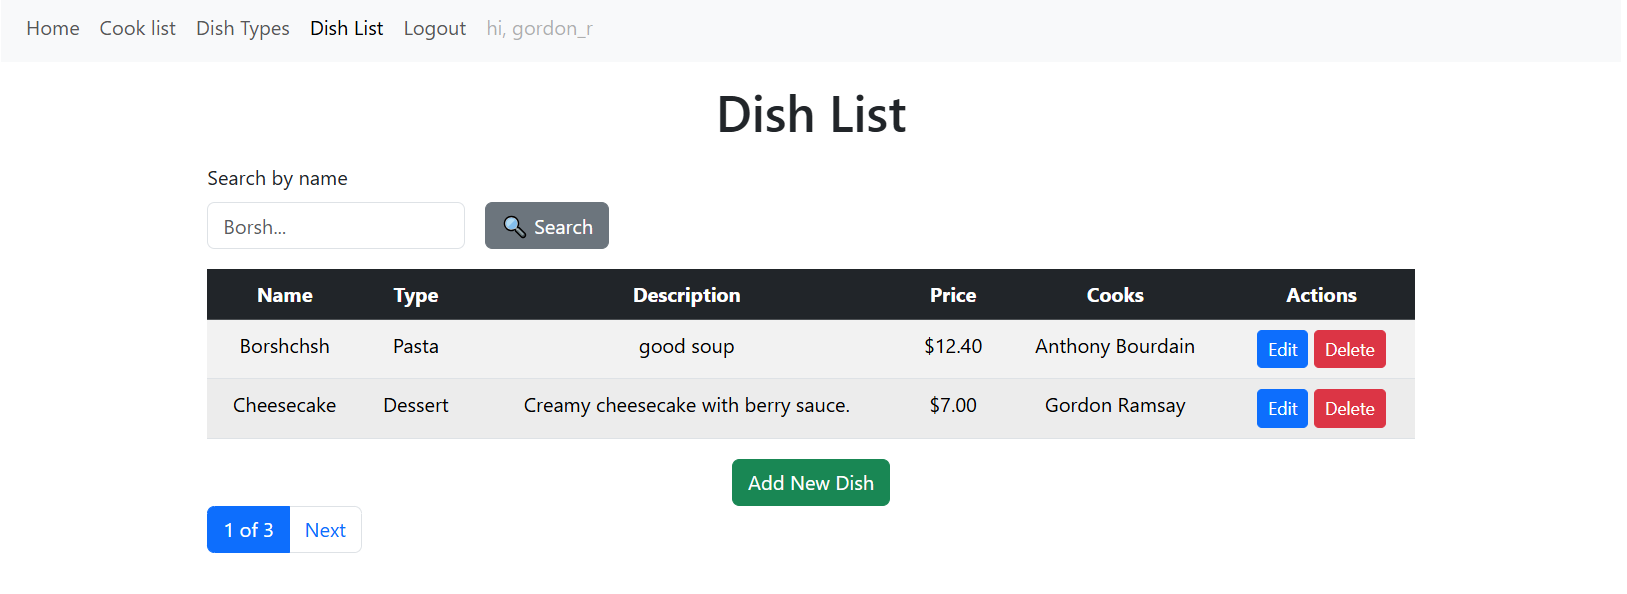 Home Cook list Dish Types Dish List Logout hi, gordon_r
Dish List
Search by name
Borsh...
🔍 Search
Name Type Description Price Cooks Actions
Borshchsh Pasta good soup $12.40 Anthony Bourdain Edit Delete
Cheesecake Dessert Creamy cheesecake with berry sauce. $7.00 Gordon Ramsay Edit Delete
Add New Dish
1 of 3 Next